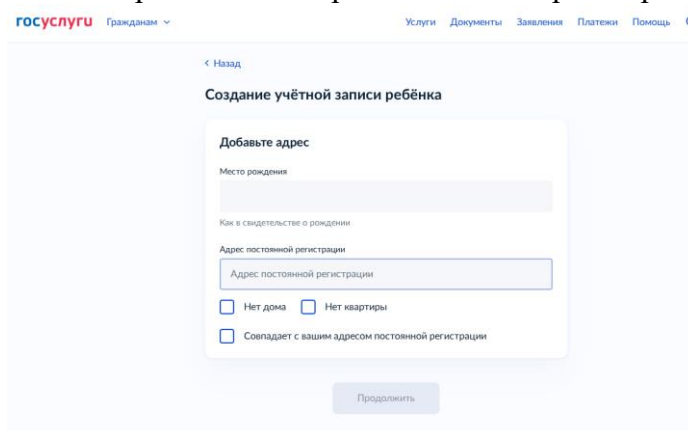 госуслуги Гражданам Услуги Документы Заявления Платежи Помощь
Назад
Создание учётной записи ребёнка
Добавьте адрес
Место рождения
Как в свидетельстве о рождении
Адрес постоянной регистрации
Адрес постоянной регистрации
Нет дома Нет квартиры
Совпадает с вашим адресом постоянной регистрации
Продолжить